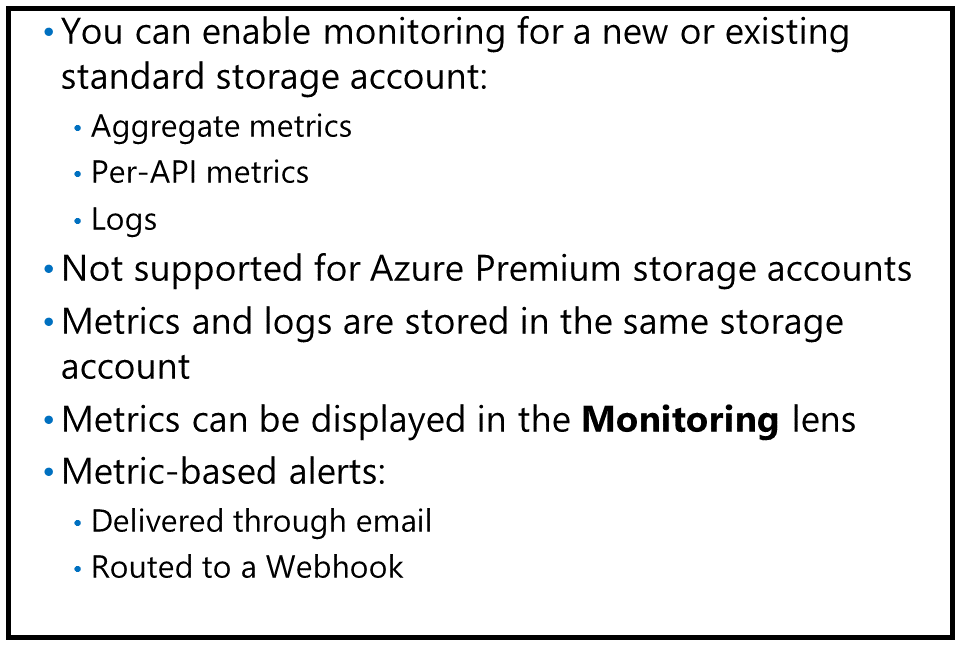 • You can enable monitoring for a new or existing
standard storage account:
• Aggregate metrics
• Per-API metrics
• Logs
• Not supported for Azure Premium storage accounts
• Metrics and logs are stored in the same storage
account
• Metrics can be displayed in the Monitoring lens
• Metric-based alerts:
• Delivered through email
• Routed to a Webhook